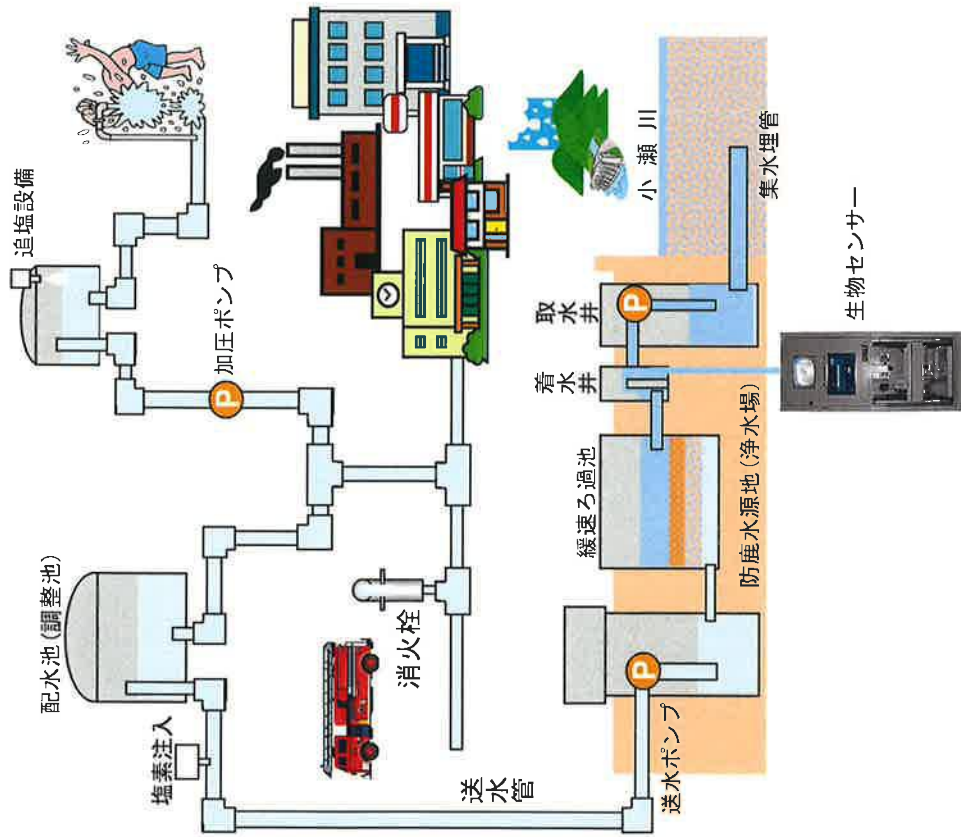 追塩設備
加圧ポンプ
配水池(調整池)
塩素注入
消火栓
送水管
小瀬川
集水埋管
取水井
P
着水井
緩速ろ過池
防鹿水源地(浄水場)
P
P
送水ポンプ
生物センサー